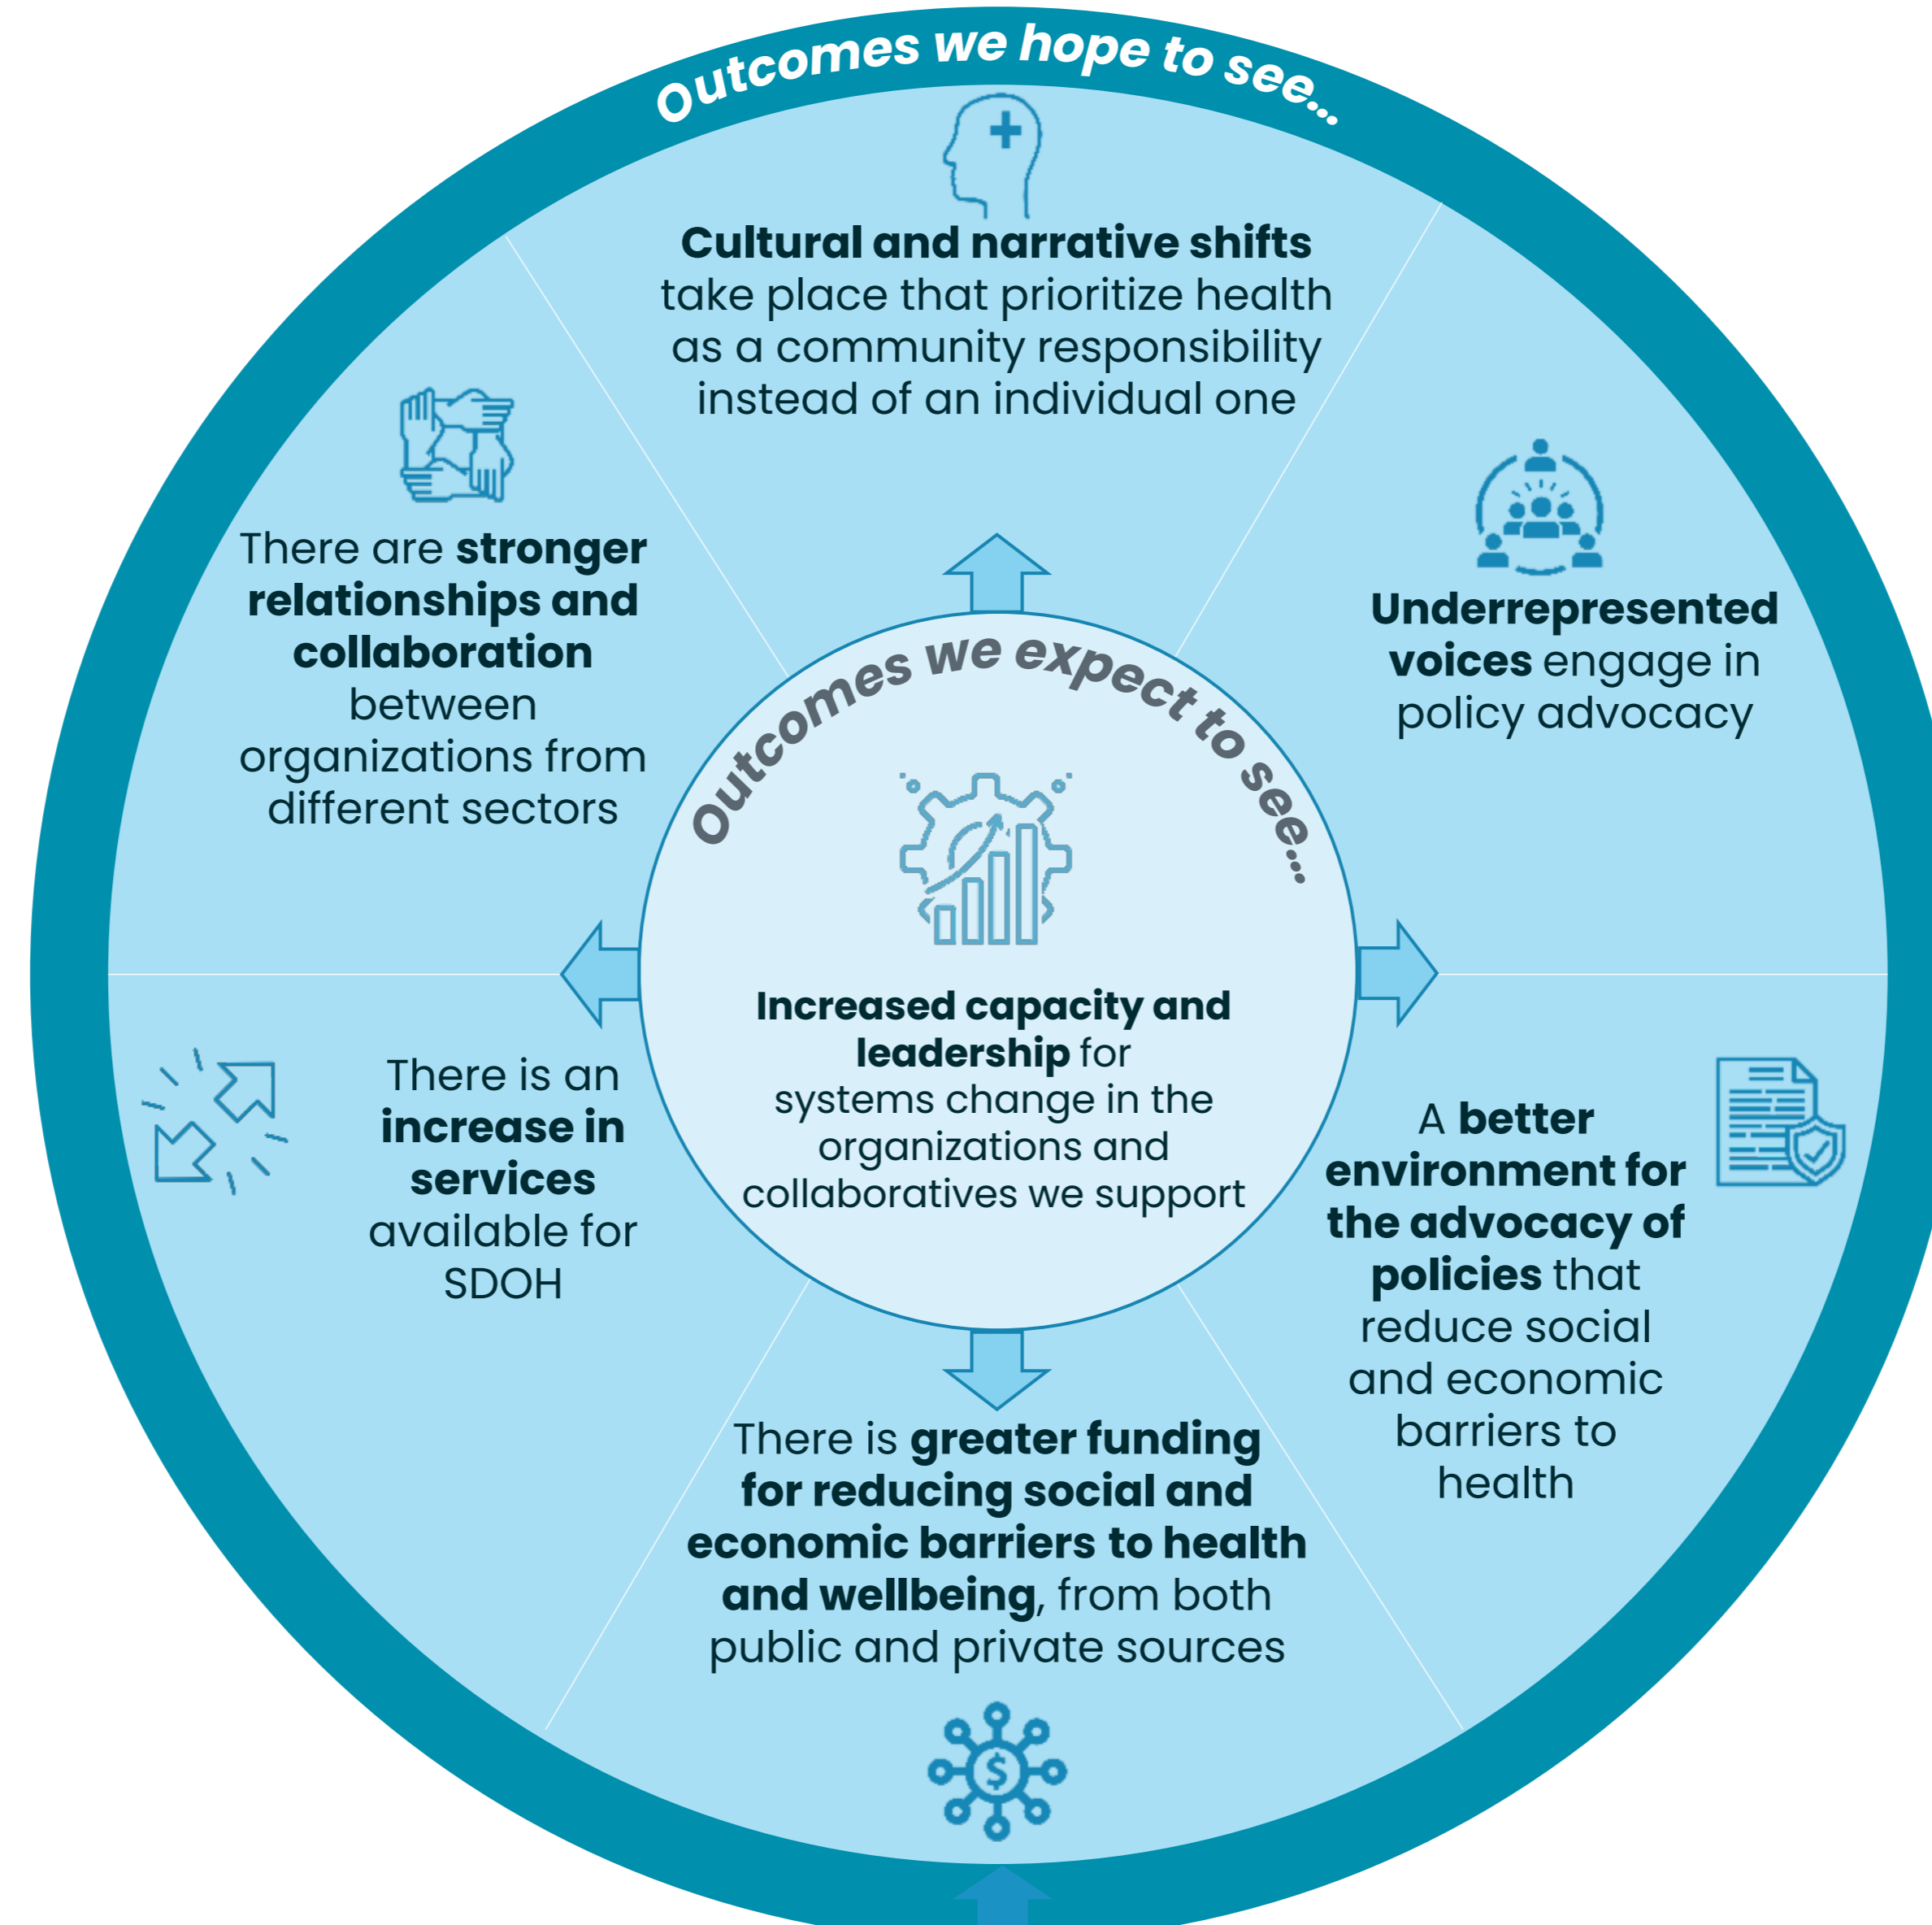 Outcomes we hope to see...
Cultural and narrative shifts
take place that prioritize health
as a community responsibility
instead of an individual one
There are stronger
relationships and
collaboration
between
organizations from
different sectors
Underrepresented
voices engage in
policy advocacy
Outcomes we expect to see...
Increased capacity and
leadership for
systems change in the
organizations and
collaboratives we support
There is an
increase in
services
available for
SDOH
A better
environment for
the advocacy of
policies that
reduce social
and economic
barriers to
health
There is greater funding
for reducing social and
economic barriers to health
and wellbeing, from both
public and private sources
$